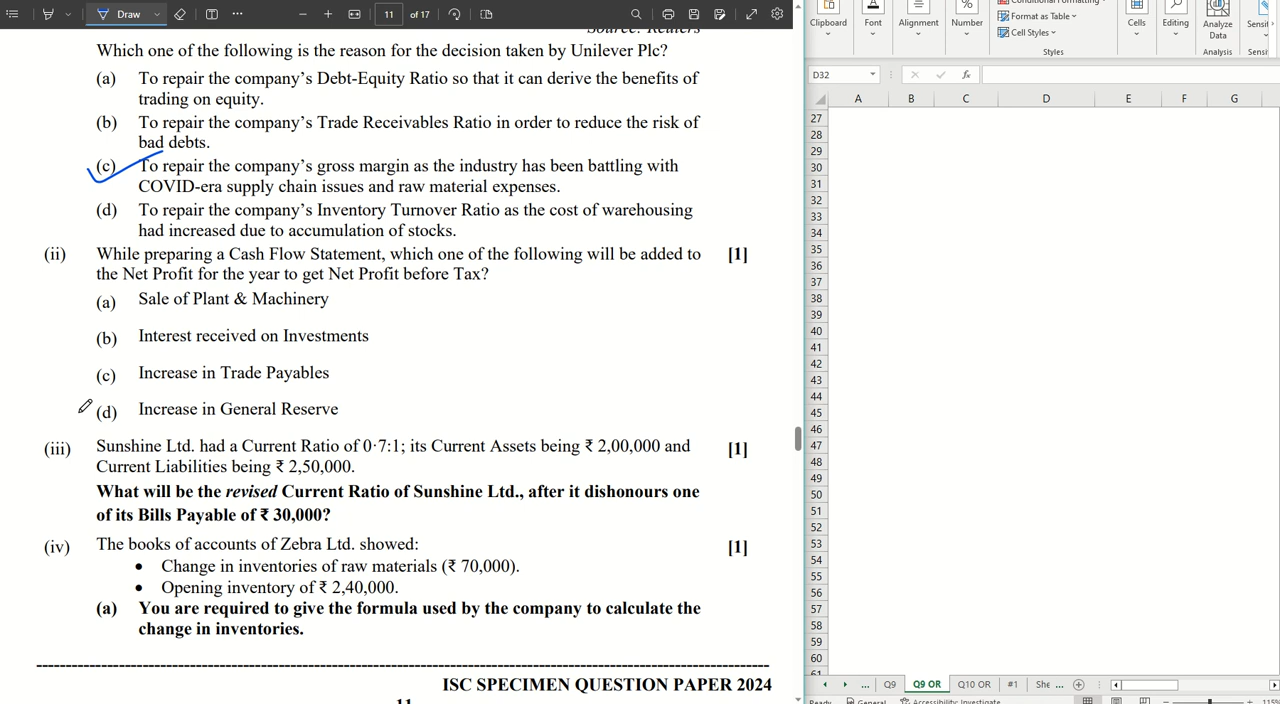 Draw
11 of 17
Source: Reuters
Which one of the following is the reason for the decision taken by Unilever Plc?
(a) To repair the company's Debt-Equity Ratio so that it can derive the benefits of
trading on equity.
(b) To repair the company's Trade Receivables Ratio in order to reduce the risk of
bad debts.
(c) To repair the company's gross margin as the industry has been battling with
COVID-era supply chain issues and raw material expenses.
(d) To repair the company's Inventory Turnover Ratio as the cost of warehousing
had increased due to accumulation of stocks.
(ii) While preparing a Cash Flow Statement, which one of the following will be added to [1]
the Net Profit for the year to get Net Profit before Tax?
(a) Sale of Plant & Machinery
(b) Interest received on Investments
(c) Increase in Trade Payables
(d) Increase in General Reserve
(iii) Sunshine Ltd. had a Current Ratio of 0·7:1; its Current Assets being ₹ 2,00,000 and [1]
Current Liabilities being ₹ 2,50,000.
What will be the revised Current Ratio of Sunshine Ltd., after it dishonours one
of its Bills Payable of ₹ 30,000?
(iv) The books of accounts of Zebra Ltd. showed: [1]
• Change in inventories of raw materials (₹ 70,000).
• Opening inventory of ₹ 2,40,000.
(a) You are required to give the formula used by the company to calculate the
change in inventories.
ISC SPECIMEN QUESTION PAPER 2024
11
Conditional Formatting
Clipboard Font Alignment Number Format as Table Cells Editing Analyze Sensit
Cell Styles Data
Styles Analysis Sensit
D32 fx
A B C D E F G
27
28
29
30
31
32
33
34
35
36
37
38
39
40
41
42
43
44
45
46
47
48
49
50
51
52
53
54
55
56
57
58
59
60
61
... Q9 Q9 OR Q10 OR #1 She ...
Ready General Accessibility: Investigate 115%